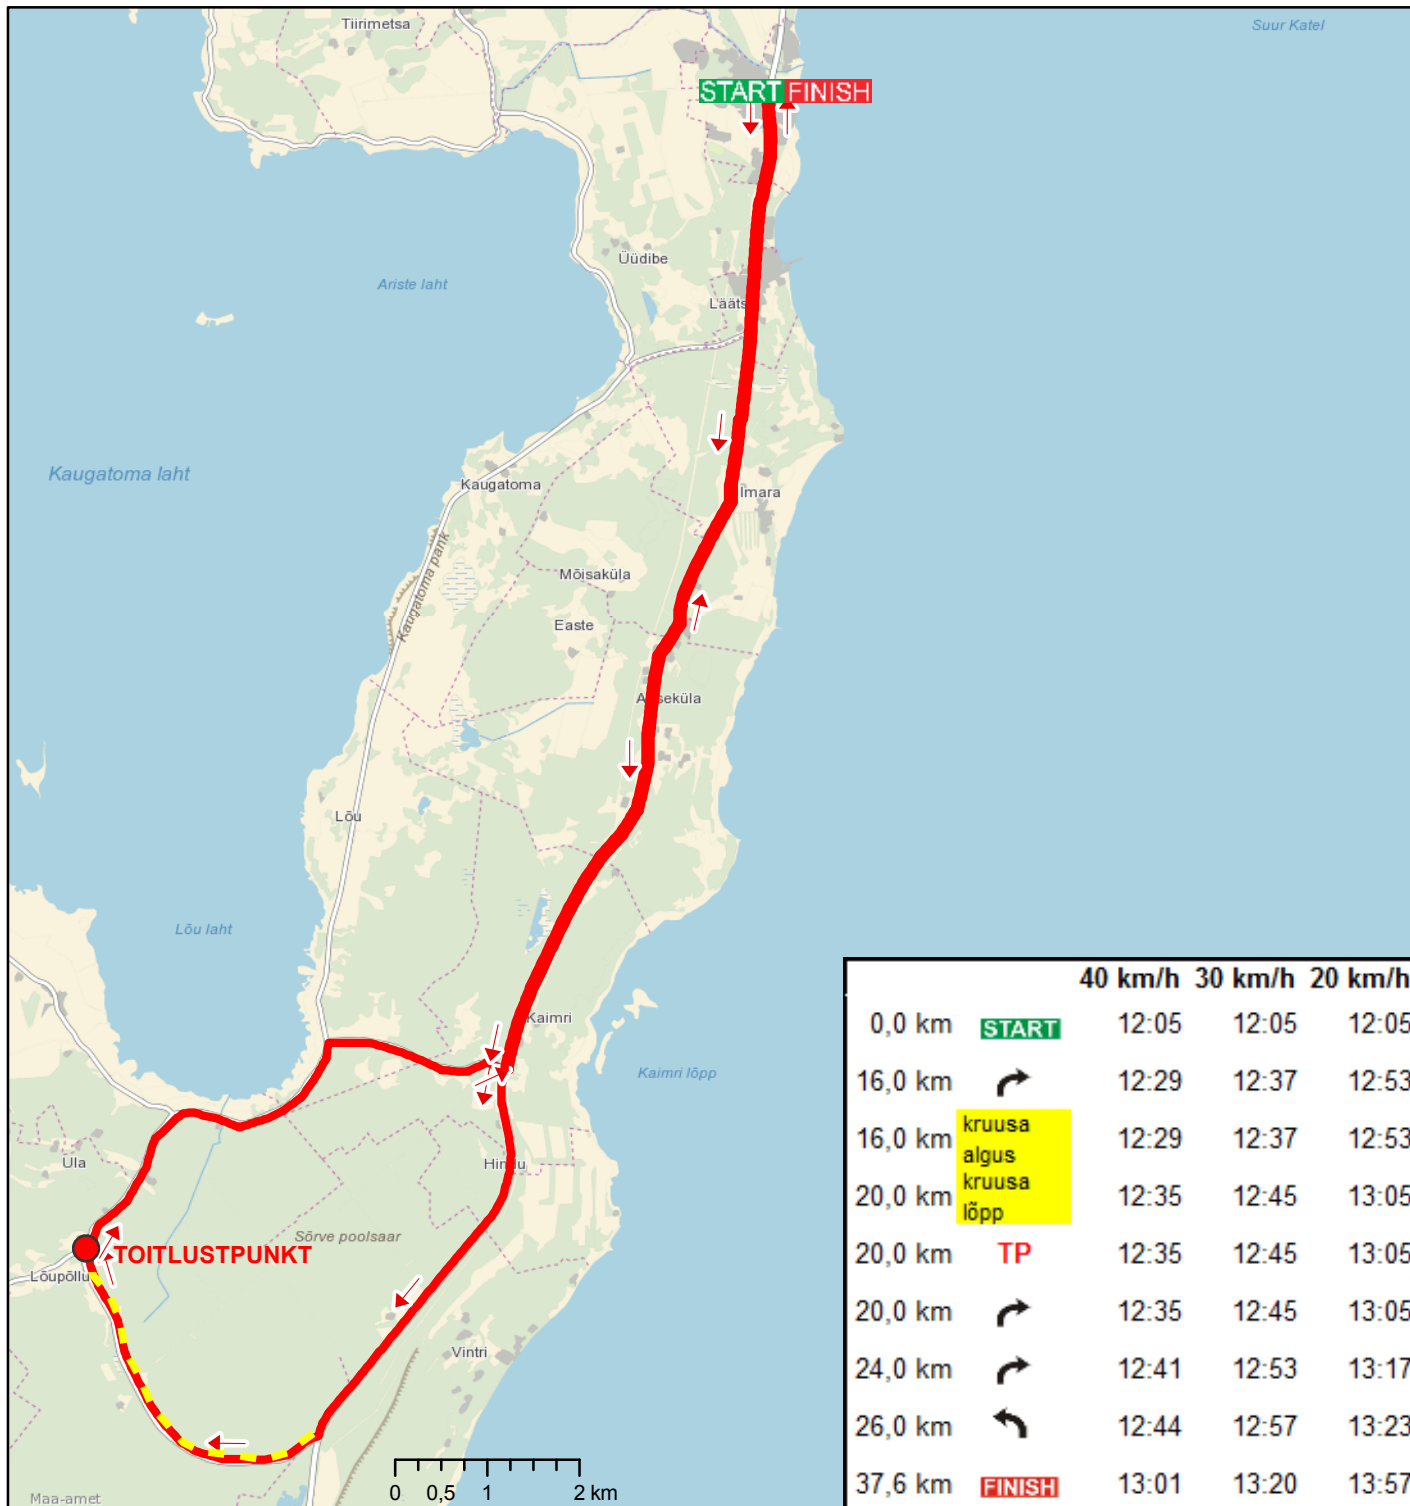 Tiirimetsa
Suur Katel
START FINISH
Üüdibe
Ariste laht
Läätsa
Kaugatoma laht
Kaugatoma
Imara
Mõisaküla
Kaugatoma pank
Easte
Lõu
Lõu laht
Kaimri
Kaimri lõpp
Ula
Hindu
Sõrve poolsaar
TOITLUSTPUNKT
Lõupõllu
Vintri
Maa-amet
0 0,5 1 2 km
40 km/h 30 km/h 20 km/h
0,0 km START 12:05 12:05 12:05
16,0 km 12:29 12:37 12:53
16,0 km kruusa algus 12:29 12:37 12:53
20,0 km kruusa lõpp 12:35 12:45 13:05
20,0 km TP 12:35 12:45 13:05
20,0 km 12:35 12:45 13:05
24,0 km 12:41 12:53 13:17
26,0 km 12:44 12:57 13:23
37,6 km FINISH 13:01 13:20 13:57